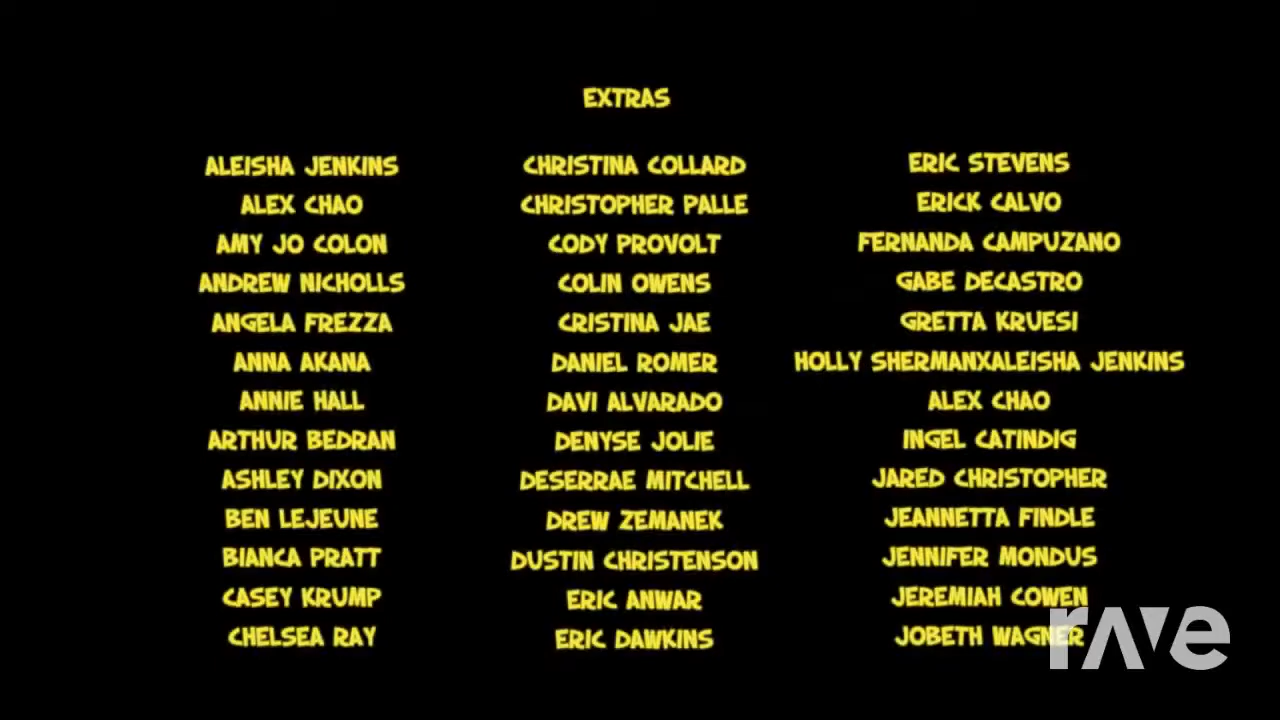 EXTRAS
ALEISHA JENKINS
ALEX CHAO
AMY JO COLON
ANDREW NICHOLLS
ANGELA FREZZA
ANNA AKANA
ANNIE HALL
ARTHUR BEDRAN
ASHLEY DIXON
BEN LEJEUNE
BIANCA PRATT
CASEY KRUMP
CHELSEA RAY
CHRISTINA COLLARD
CHRISTOPHER PALLE
CODY PROVOLT
COLIN OWENS
CRISTINA JAE
DANIEL ROMER
DAVI ALVARADO
DENYSE JOLIE
DESERRAE MITCHELL
DREW ZEMANEK
DUSTIN CHRISTENSON
ERIC ANWAR
ERIC DAWKINS
ERIC STEVENS
ERICK CALVO
FERNANDA CAMPUZANO
GABE DECASTRO
GRETTA KRUESI
HOLLY SHERMANXALEISHA JENKINS
ALEX CHAO
INGEL CATINDIG
JARED CHRISTOPHER
JEANNETTA FINDLE
JENNIFER MONDUS
JEREMIAH COWEN
JOBETH WAGNER
rave